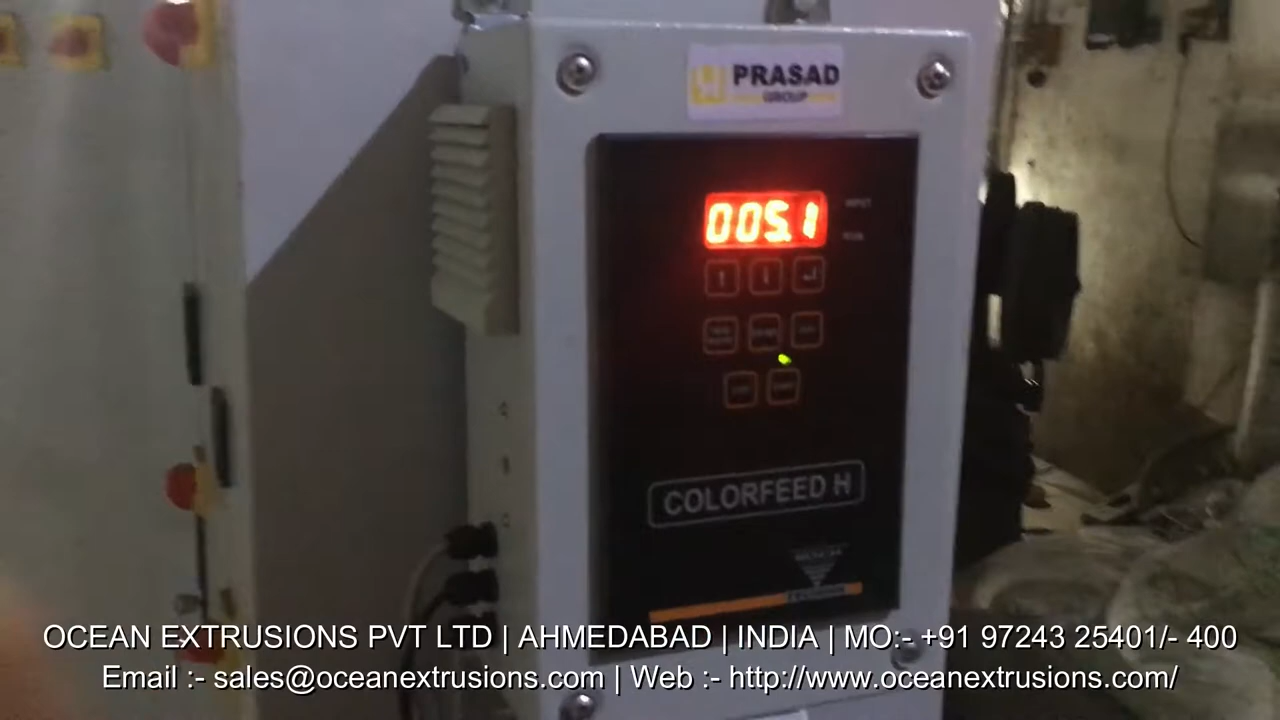 PRASAD
GROUP
005.1
INPUT
COLORFEED H
OCEAN EXTRUSIONS PVT LTD | AHMEDABAD | INDIA | MO:- +91 97243 25401/- 400
Email :- sales@oceanextrusions.com | Web :- http://www.oceanextrusions.com/